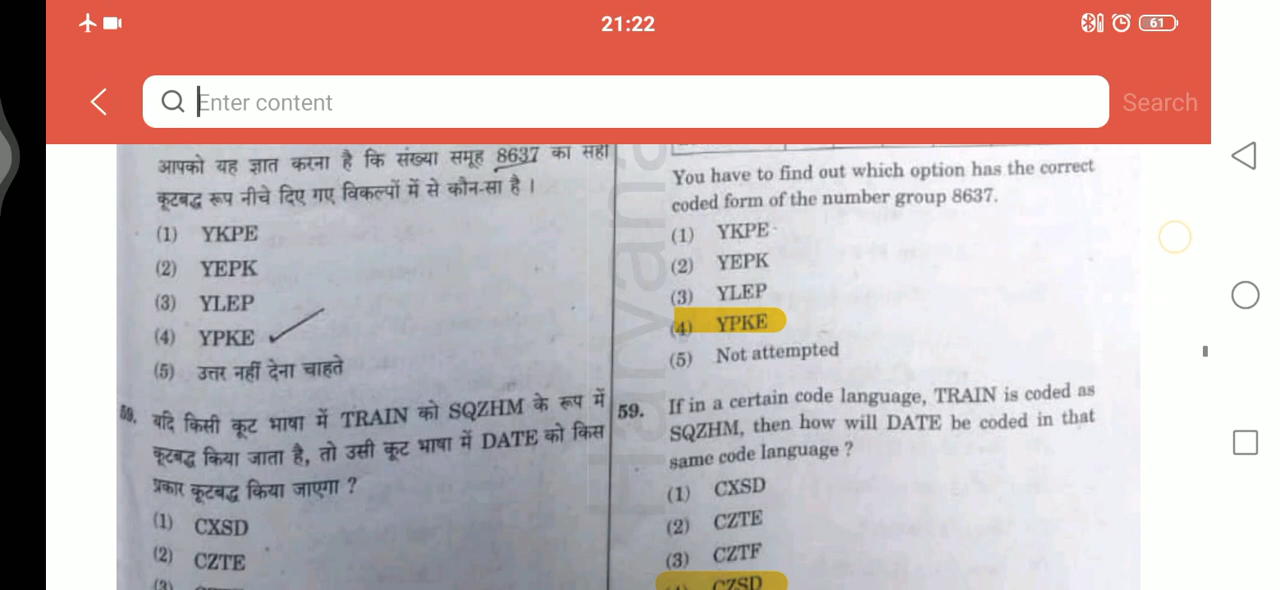 21:22
61
Enter content
Search
आपको यह ज्ञात करना है कि संख्या समूह 8637 का सही
कूटबद्ध रूप नीचे दिए गए विकल्पों में से कौन-सा है ।
(1) YKPE
(2) YEPK
(3) YLEP
(4) YPKE
(5) उत्तर नहीं देना चाहते
59. यदि किसी कूट भाषा में TRAIN को SQZHM के रूप में
कूटबद्ध किया जाता है, तो उसी कूट भाषा में DATE को किस
प्रकार कूटबद्ध किया जाएगा ?
(1) CXSD
(2) CZTE
(3)
You have to find out which option has the correct
coded form of the number group 8637.
(1) YKPE
(2) YEPK
(3) YLEP
(4) YPKE
(5) Not attempted
59. If in a certain code language, TRAIN is coded as
SQZHM, then how will DATE be coded in that
same code language ?
(1) CXSD
(2) CZTE
(3) CZTF
(4) CZSD
Haryana